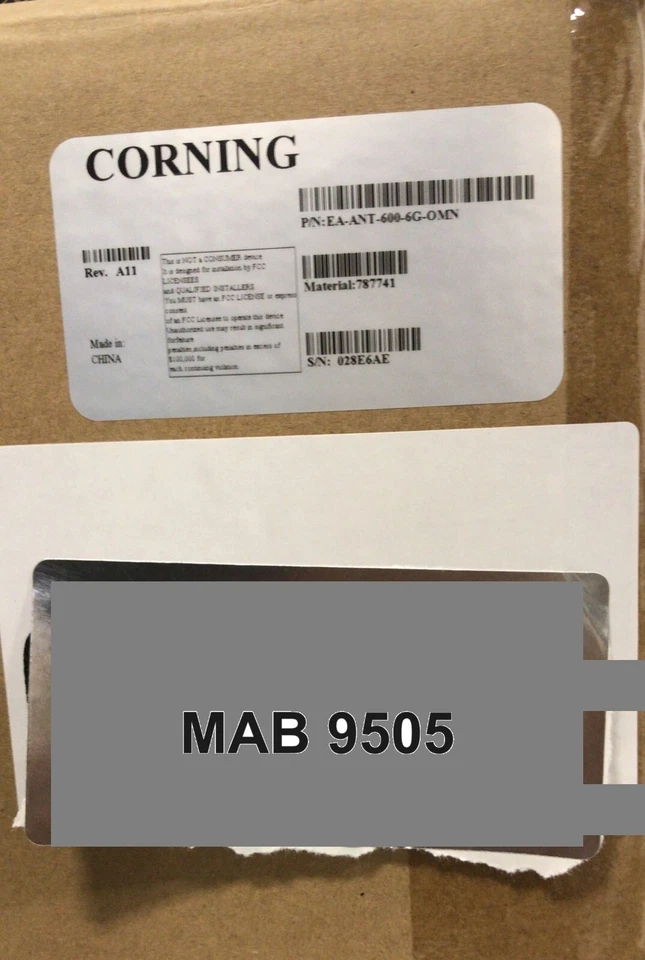 CORNING
P/N:EA-ANT-600-6G-OMN
Rev. A11
This is NOT a CONSUMER device
It is designed for installation by FCC
LICENSEES
and QUALIFIED INSTALLERS
You MUST have an FCC LICENSE or express
consent
of an FCC Licensee to operate this device
Unauthorized use may result in significant
forfeiture
penalties,including penalties in excess of
$100,000 for
each continuing violation
Material:787741
Made in:
CHINA
S/N: 028E6AE
MAB 9505